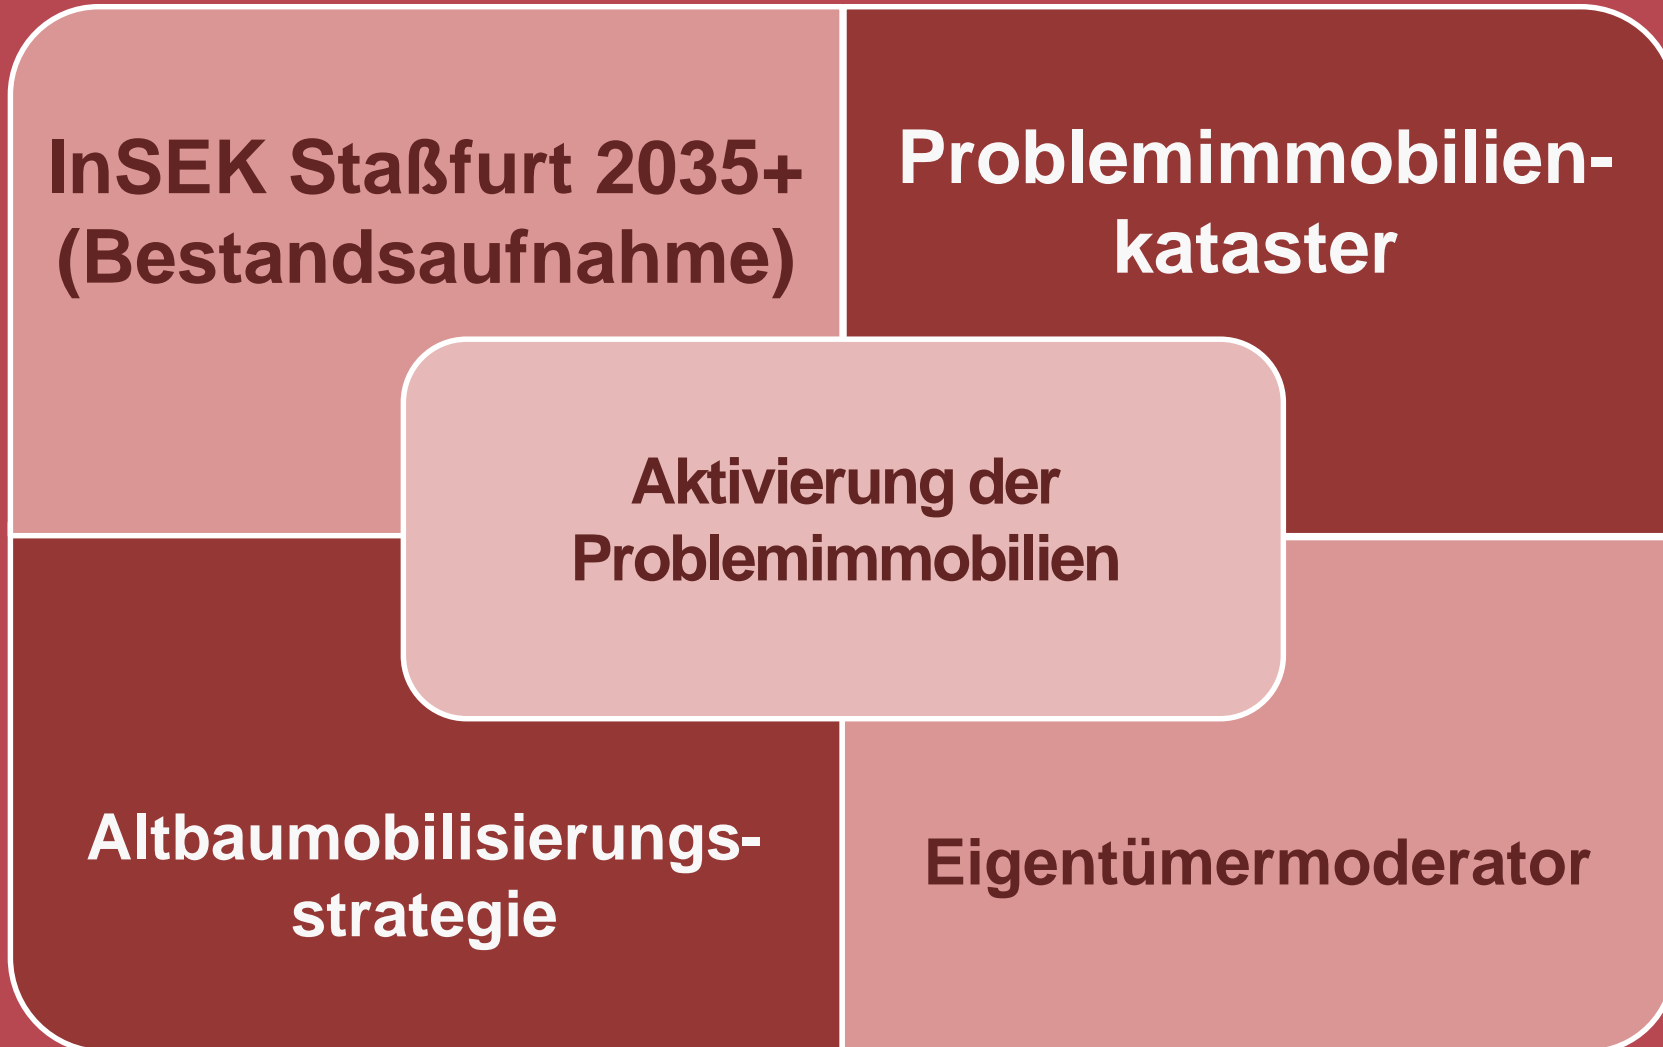 InSEK Staßfurt 2035+
(Bestandsaufnahme)
Problemimmobilien-
kataster
Aktivierung der
Problemimmobilien
Altbaumobilisierungs-
strategie
Eigentümermoderator